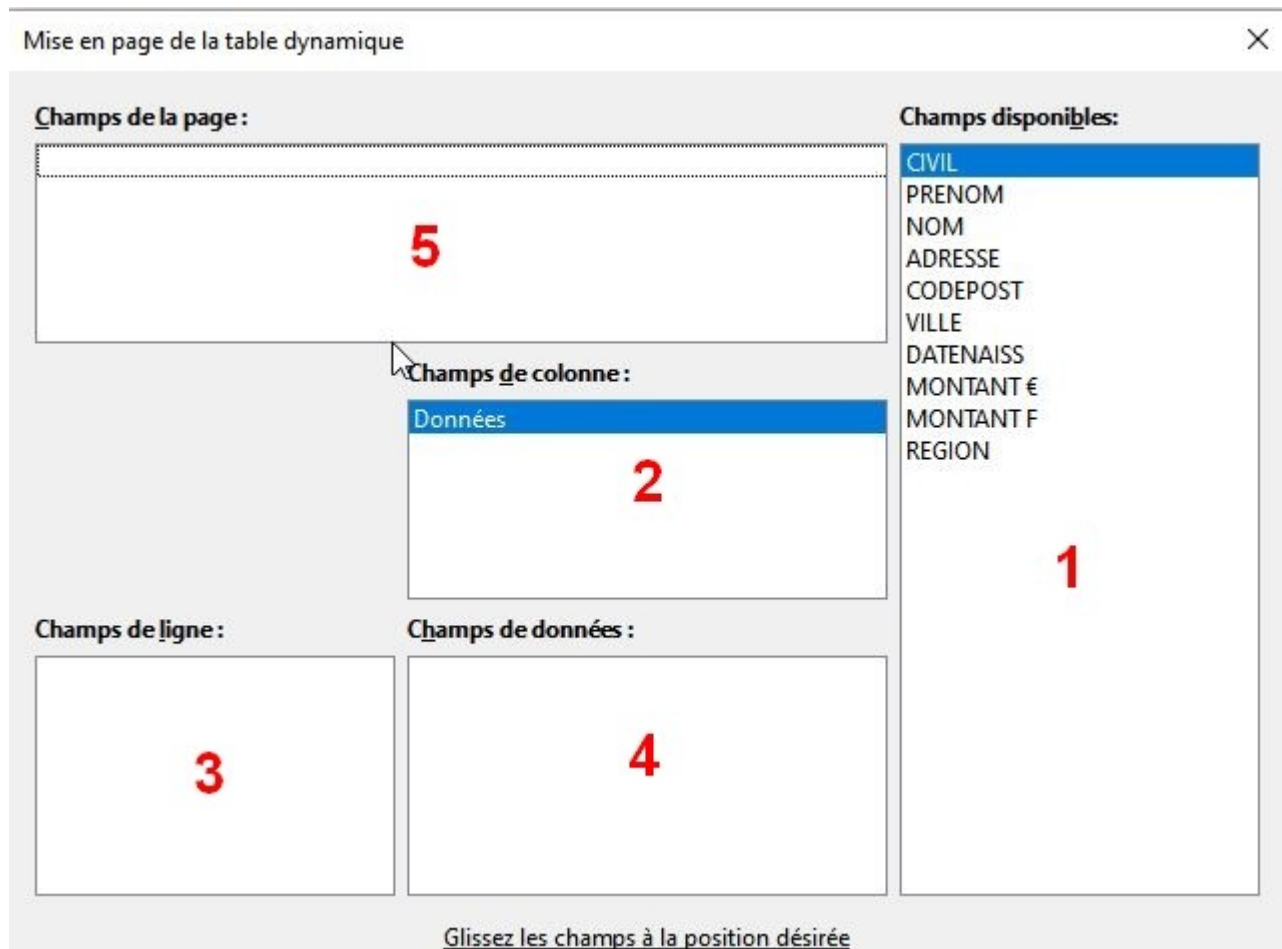 Mise en page de la table dynamique
Champs de la page :
5
Champs de colonne :
Données
2
Champs de ligne :
3
Champs de données :
4
Champs disponibles:
CIVIL
PRENOM
NOM
ADRESSE
CODEPOST
VILLE
DATENAISS
MONTANT €
MONTANT F
REGION
1
Glissez les champs à la position désirée